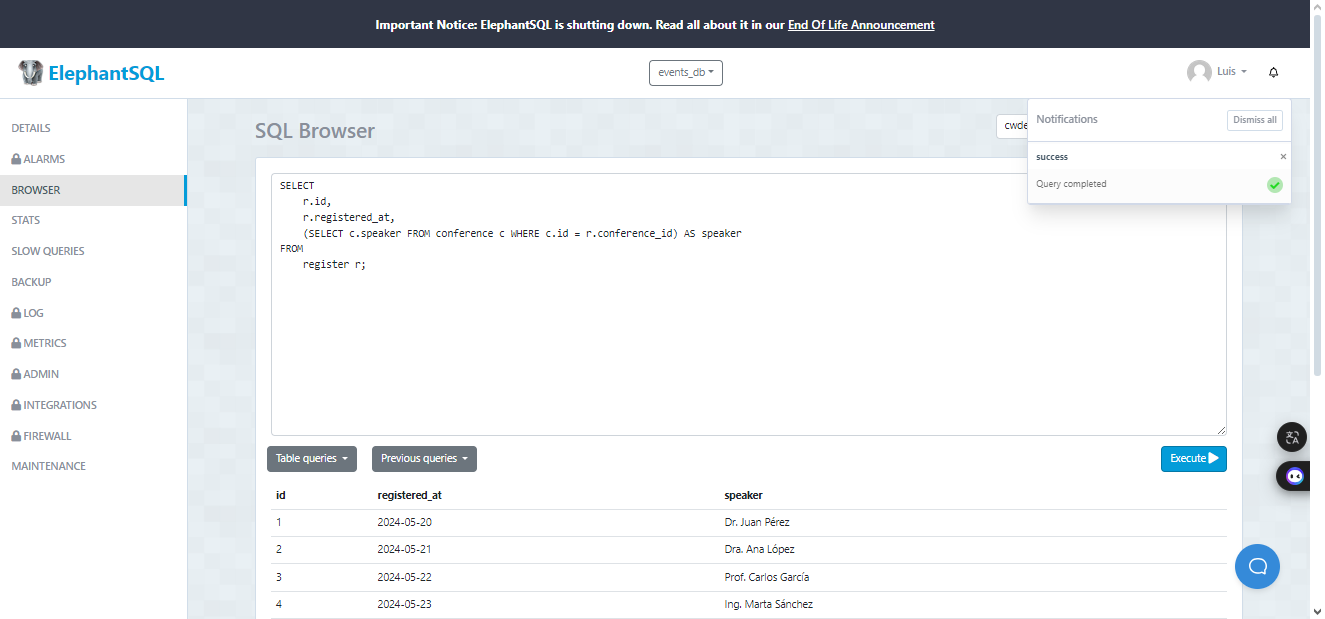 Important Notice: ElephantSQL is shutting down. Read all about it in our End Of Life Announcement
ElephantSQL
events_db
Luis
DETAILS
ALARMS
BROWSER
STATS
SLOW QUERIES
BACKUP
LOG
METRICS
ADMIN
INTEGRATIONS
FIREWALL
MAINTENANCE
SQL Browser
cwde
Notifications
Dismiss all
success
×
Query completed
SELECT
    r.id,
    r.registered_at,
    (SELECT c.speaker FROM conference c WHERE c.id = r.conference_id) AS speaker
FROM
    register r;
Table queries
Previous queries
Execute
id registered_at speaker
1 2024-05-20 Dr. Juan Pérez
2 2024-05-21 Dra. Ana López
3 2024-05-22 Prof. Carlos García
4 2024-05-23 Ing. Marta Sánchez